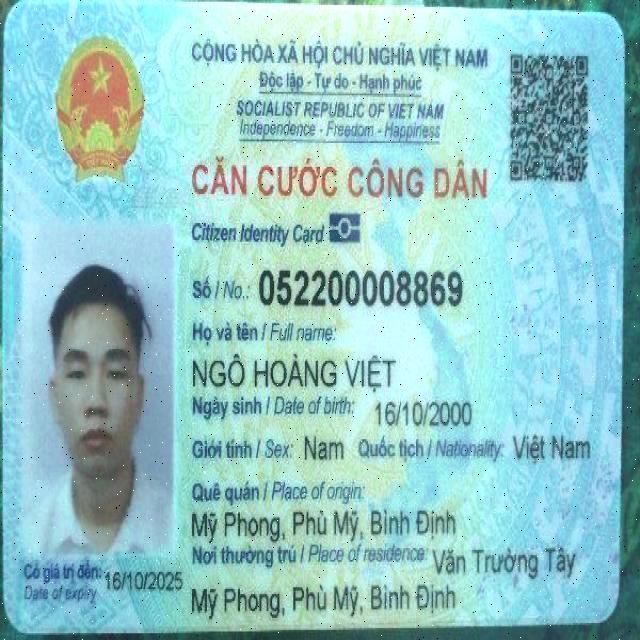 CỘNG HÒA XÃ HỘI CHỦ NGHĨA VIỆT NAM
Độc lập - Tự do - Hạnh phúc
SOCIALIST REPUBLIC OF VIET NAM
Independence - Freedom - Happiness
CĂN CƯỚC CÔNG DÂN
Citizen Identity Card
Số / No.: 052200008869
Họ và tên / Full name:
NGÔ HOÀNG VIỆT
Ngày sinh / Date of birth: 16/10/2000
Giới tính / Sex: Nam Quốc tịch / Nationality: Việt Nam
Quê quán / Place of origin:
Mỹ Phong, Phù Mỹ, Bình Định
Nơi thường trú / Place of residence: Văn Trường Tây
Mỹ Phong, Phù Mỹ, Bình Định
Có giá trị đến: 16/10/2025
Date of expiry